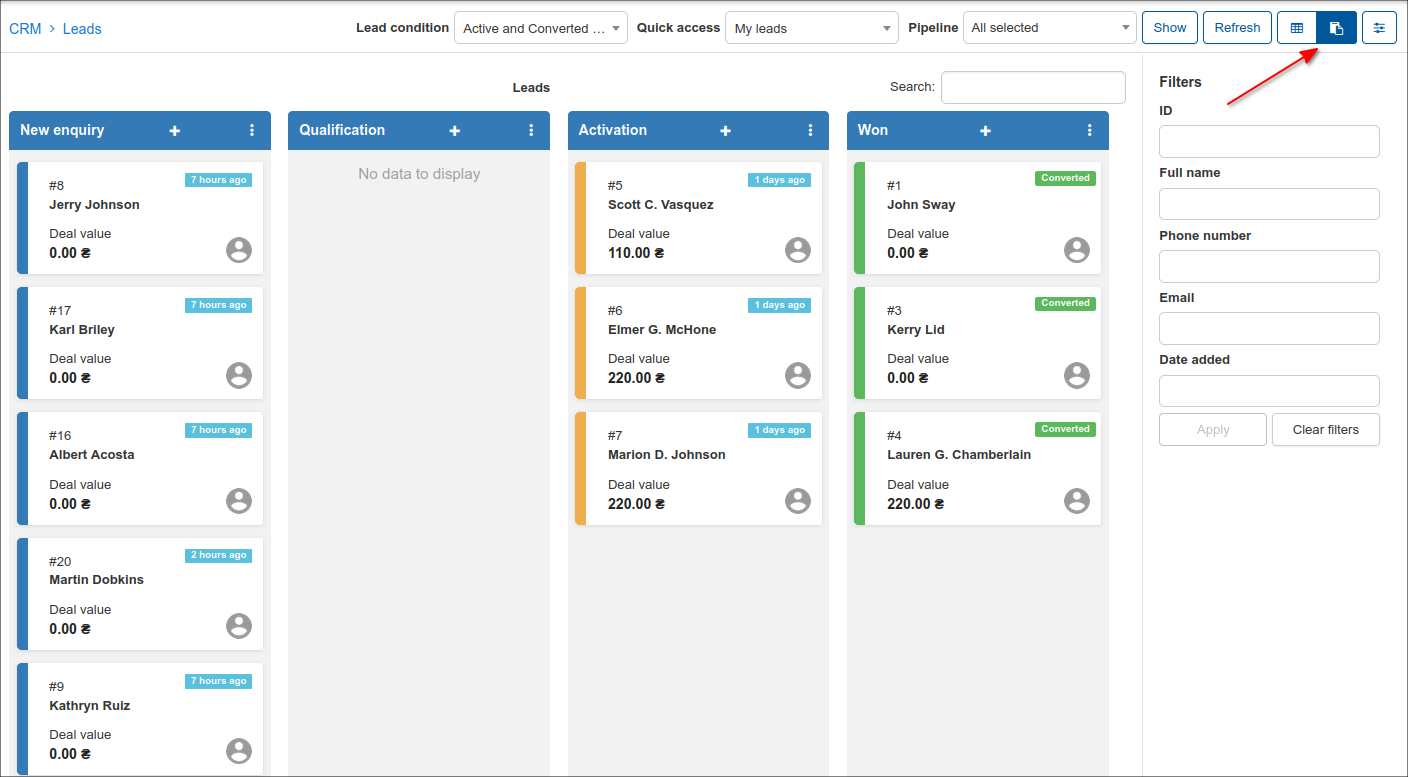 CRM > Leads
Lead condition Active and Converted ... Quick access My leads Pipeline All selected Show Refresh
Leads
Search:
New enquiry +
#8 7 hours ago
Jerry Johnson
Deal value
0.00 ₴
#17 7 hours ago
Karl Briley
Deal value
0.00 ₴
#16 7 hours ago
Albert Acosta
Deal value
0.00 ₴
#20 2 hours ago
Martin Dobkins
Deal value
0.00 ₴
#9 7 hours ago
Kathryn Ruiz
Deal value
0.00 ₴
Qualification +
No data to display
Activation +
#5 1 days ago
Scott C. Vasquez
Deal value
110.00 ₴
#6 1 days ago
Elmer G. McHone
Deal value
220.00 ₴
#7 1 days ago
Marion D. Johnson
Deal value
220.00 ₴
Won +
#1 Converted
John Sway
Deal value
0.00 ₴
#3 Converted
Kerry Lid
Deal value
0.00 ₴
#4 Converted
Lauren G. Chamberlain
Deal value
220.00 ₴
Filters
ID
Full name
Phone number
Email
Date added
Apply Clear filters